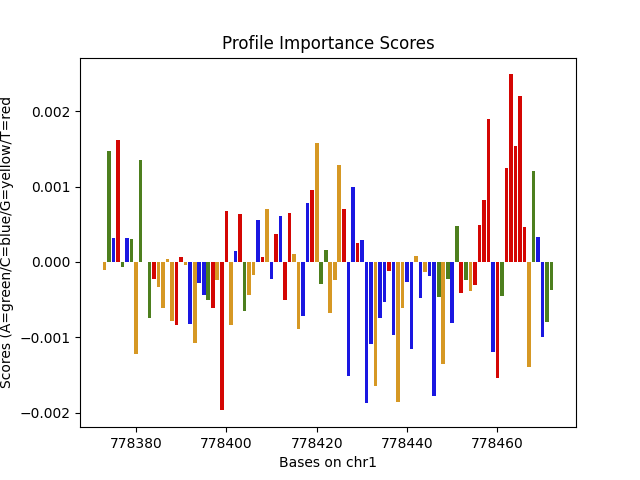 Profile Importance Scores
Scores (A=green/C=blue/G=yellow/T=red
0.002
0.001
0.000
−0.001
−0.002
778380 778400 778420 778440 778460
Bases on chr1